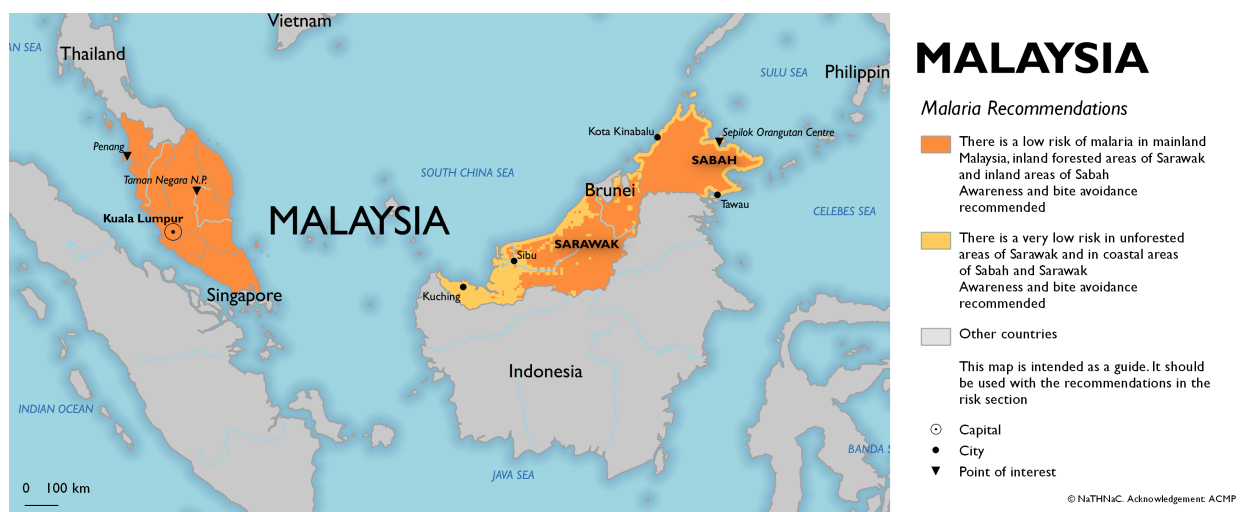 Vietnam
AN SEA
Thailand
SULU SEA
Philippin
Kota Kinabalu
Sepilok Orangutan Centre
Penang
SABAH
SOUTH CHINA SEA
Taman Negara N.P.
Brunei
Tawau
CELEBES SEA
Kuala Lumpur
MALAYSIA
SARAWAK
Sibu
Singapore
Kuching
Indonesia
INDIAN OCEAN
BANDA S
JAVA SEA
0 100 km
MALAYSIA
Malaria Recommendations
There is a low risk of malaria in mainland
Malaysia, inland forested areas of Sarawak
and inland areas of Sabah
Awareness and bite avoidance
recommended
There is a very low risk in unforested
areas of Sarawak and in coastal areas
of Sabah and Sarawak
Awareness and bite avoidance
recommended
Other countries
This map is intended as a guide. It should
be used with the recommendations in the
risk section
Capital
City
Point of interest
© NaTHNaC. Acknowledgement: ACMP